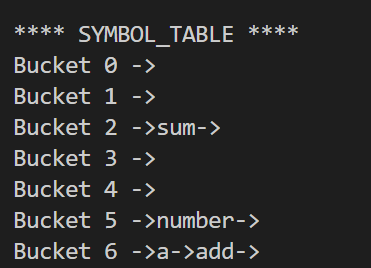 **** SYMBOL_TABLE ****
Bucket 0 ->
Bucket 1 ->
Bucket 2 ->sum->
Bucket 3 ->
Bucket 4 ->
Bucket 5 ->number->
Bucket 6 ->a->add->